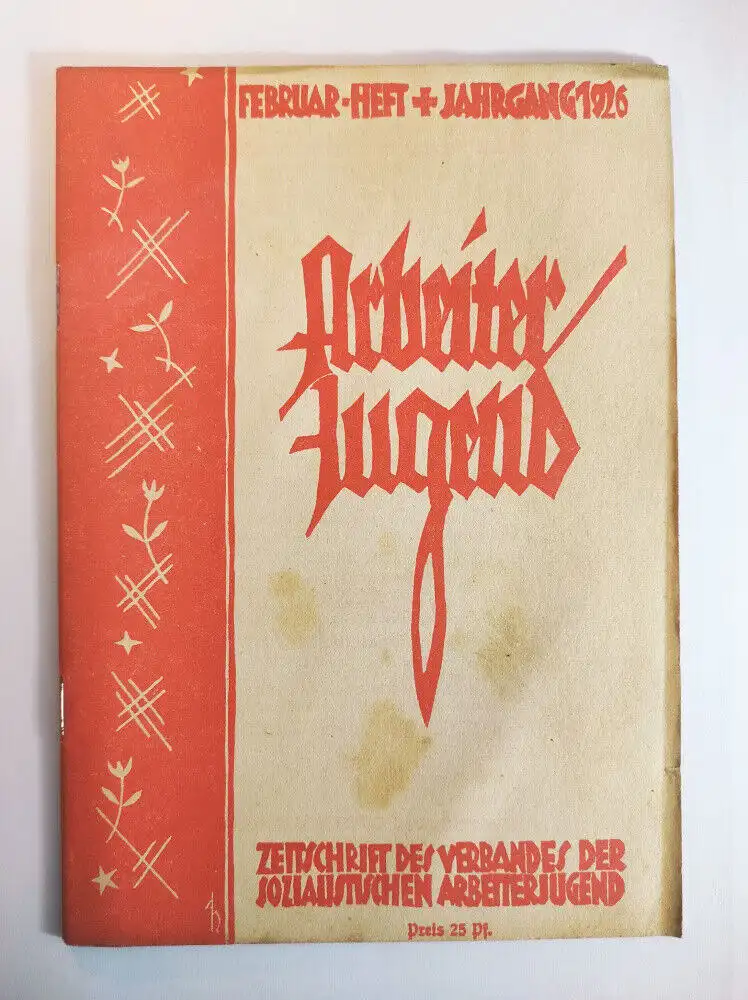 FEBRUAR-HEFT + JAHRGANG 1926
Arbeiter
Jugend
ZEITSCHRIFT DES VERBANDES DER
SOZIALISTISCHEN ARBEITERJUGEND
Preis 25 Pf.